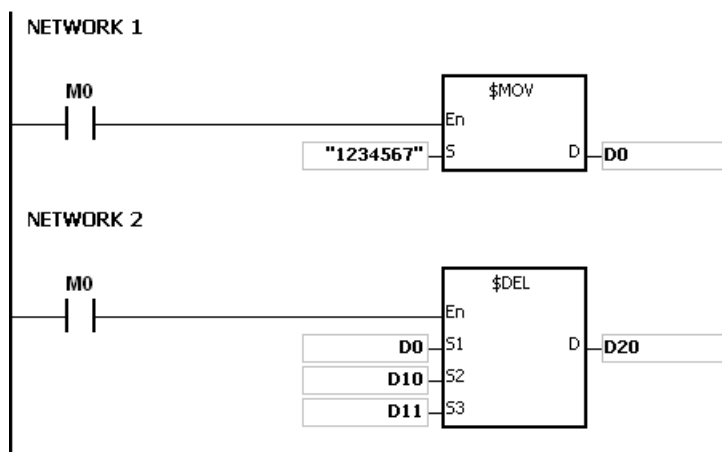 NETWORK 1
M0
$MOV
En
"1234567" S D D0
NETWORK 2
M0
$DEL
En
D0 S1 D D20
D10 S2
D11 S3